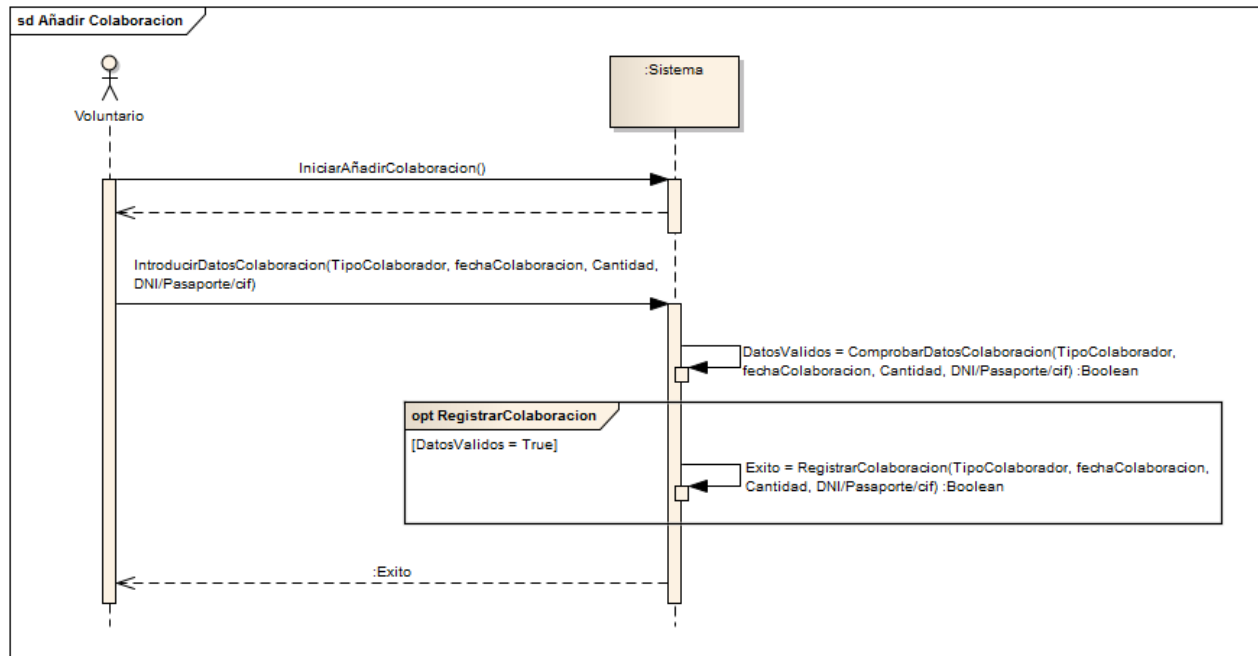 sd Añadir Colaboracion
Voluntario
:Sistema
IniciarAñadirColaboracion()
IntroducirDatosColaboracion(TipoColaborador, fechaColaboracion, Cantidad,
DNI/Pasaporte/cif)
DatosValidos = ComprobarDatosColaboracion(TipoColaborador,
fechaColaboracion, Cantidad, DNI/Pasaporte/cif) :Boolean
opt RegistrarColaboracion
[DatosValidos = True]
Exito = RegistrarColaboracion(TipoColaborador, fechaColaboracion,
Cantidad, DNI/Pasaporte/cif) :Boolean
:Exito